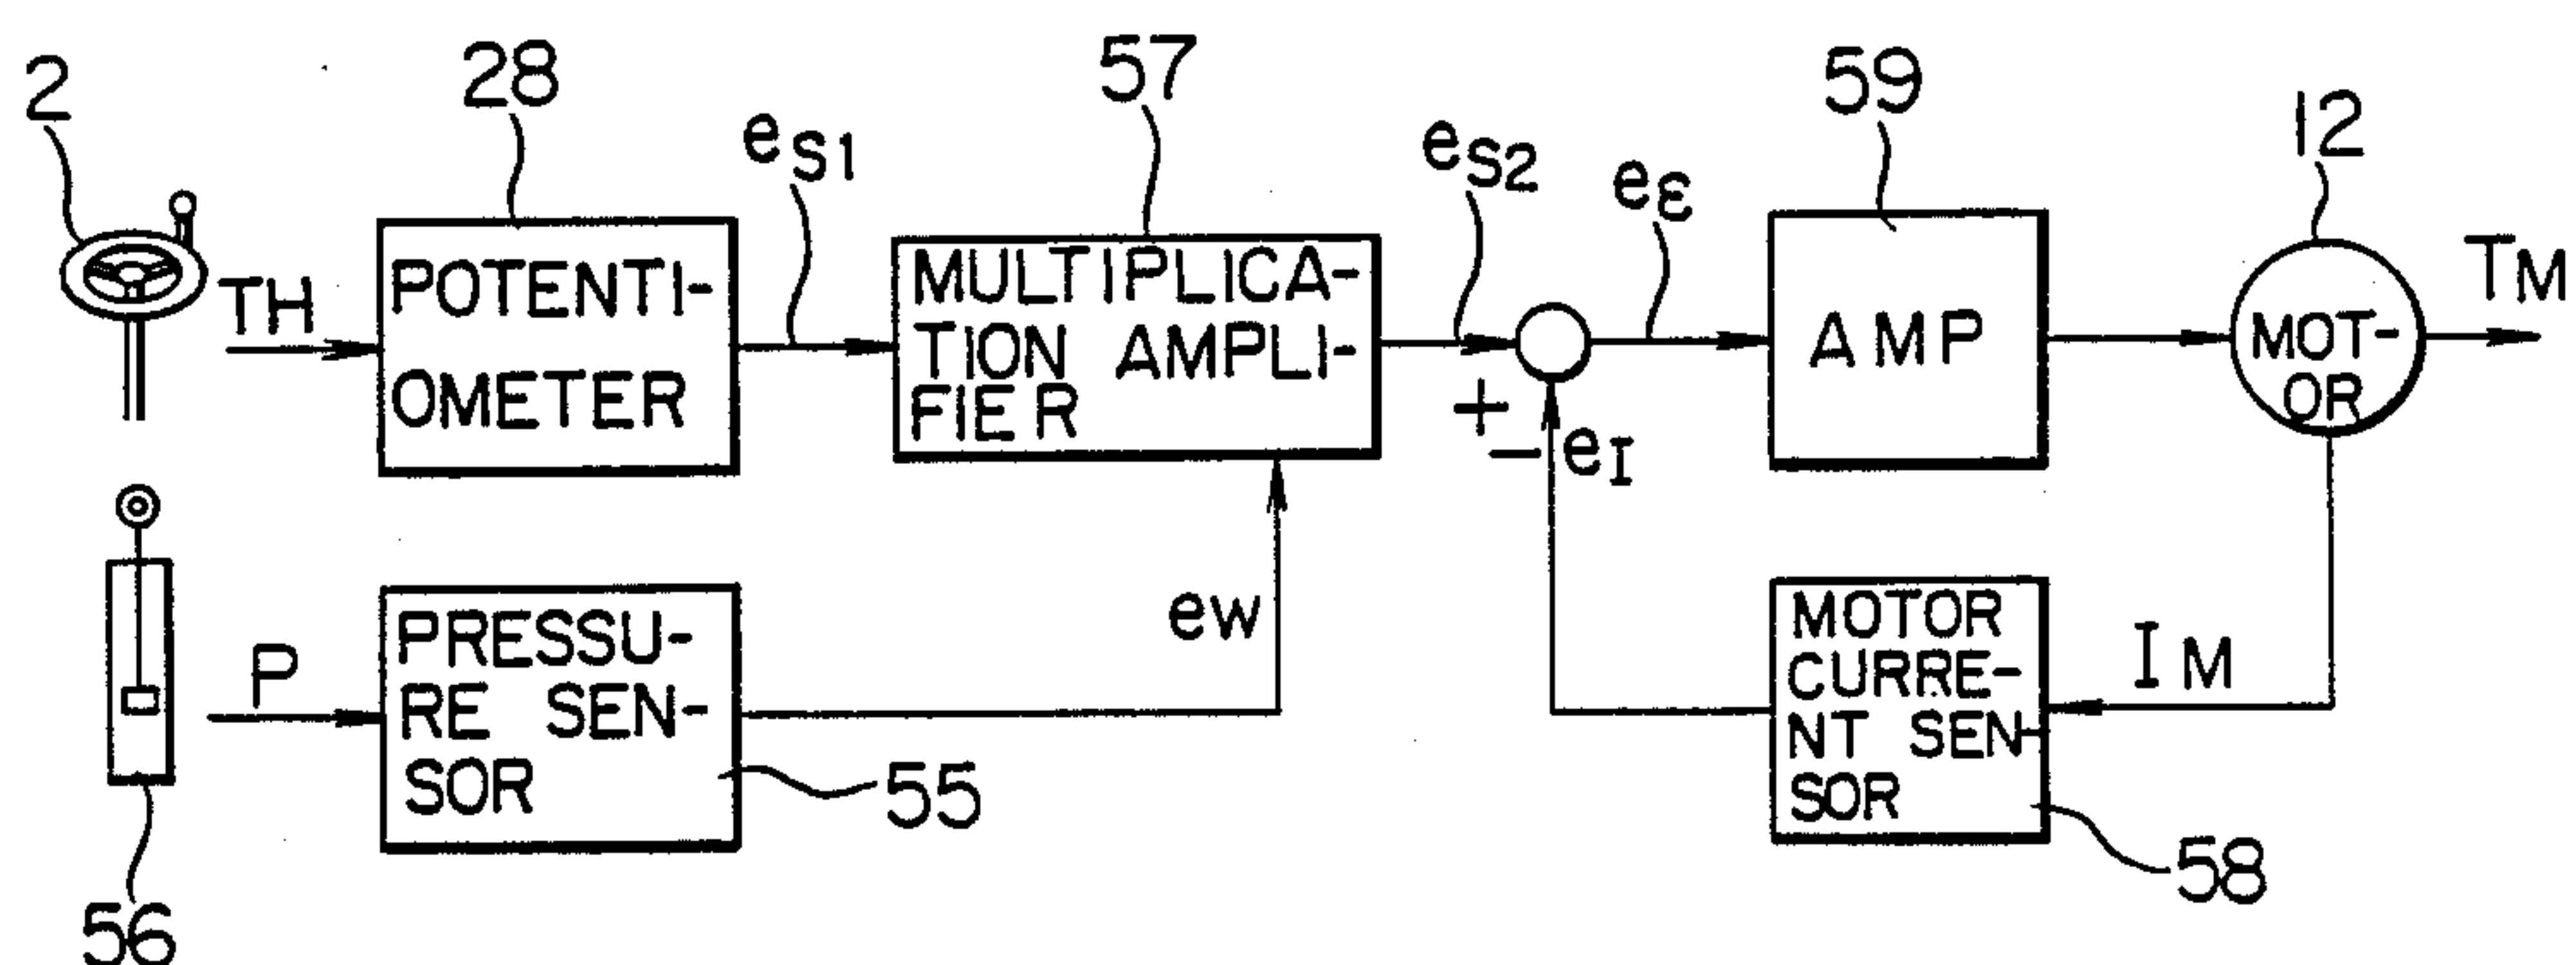 2
28
57
59
12
eS1
eS2
eε
TH
POTENTI-
OMETER
MULTIPLICA-
TION AMPLI-
FIER
AMP
MOT-
OR
TM
+
-
eI
P
PRESSU-
RE SEN-
SOR
eW
MOTOR
CURRE-
NT SEN-
SOR
IM
55
56
58